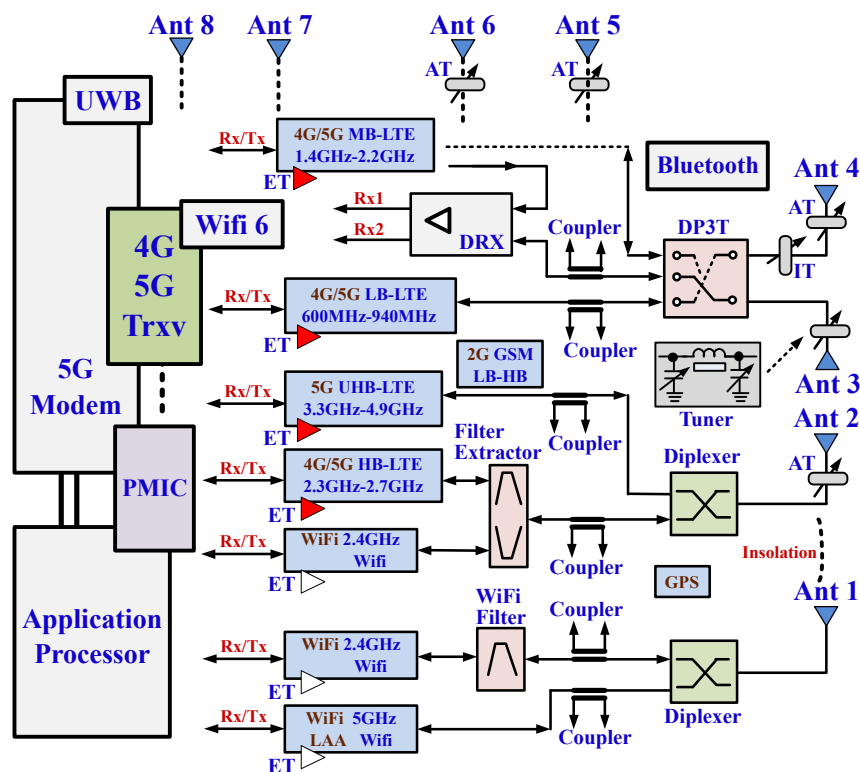 Ant 8
Ant 7
Ant 6
Ant 5
AT
AT
UWB
Rx/Tx
4G/5G MB-LTE
1.4GHz-2.2GHz
ET
Bluetooth
Ant 4
AT
Rx1
Rx2
DRX
Coupler
DP3T
IT
Wifi 6
4G
5G
Trxv
Rx/Tx
4G/5G LB-LTE
600MHz-940MHz
ET
Coupler
2G GSM
LB-HB
Tuner
Ant 3
5G
Modem
Rx/Tx
5G UHB-LTE
3.3GHz-4.9GHz
ET
Coupler
Filter
Extractor
Diplexer
Ant 2
AT
PMIC
Rx/Tx
4G/5G HB-LTE
2.3GHz-2.7GHz
ET
Rx/Tx
WiFi 2.4GHz
Wifi
ET
Coupler
Insolation
GPS
Ant 1
Application
Processor
WiFi
Filter
Coupler
Rx/Tx
WiFi 2.4GHz
Wifi
ET
Diplexer
Rx/Tx
WiFi 5GHz
LAA Wifi
ET
Coupler